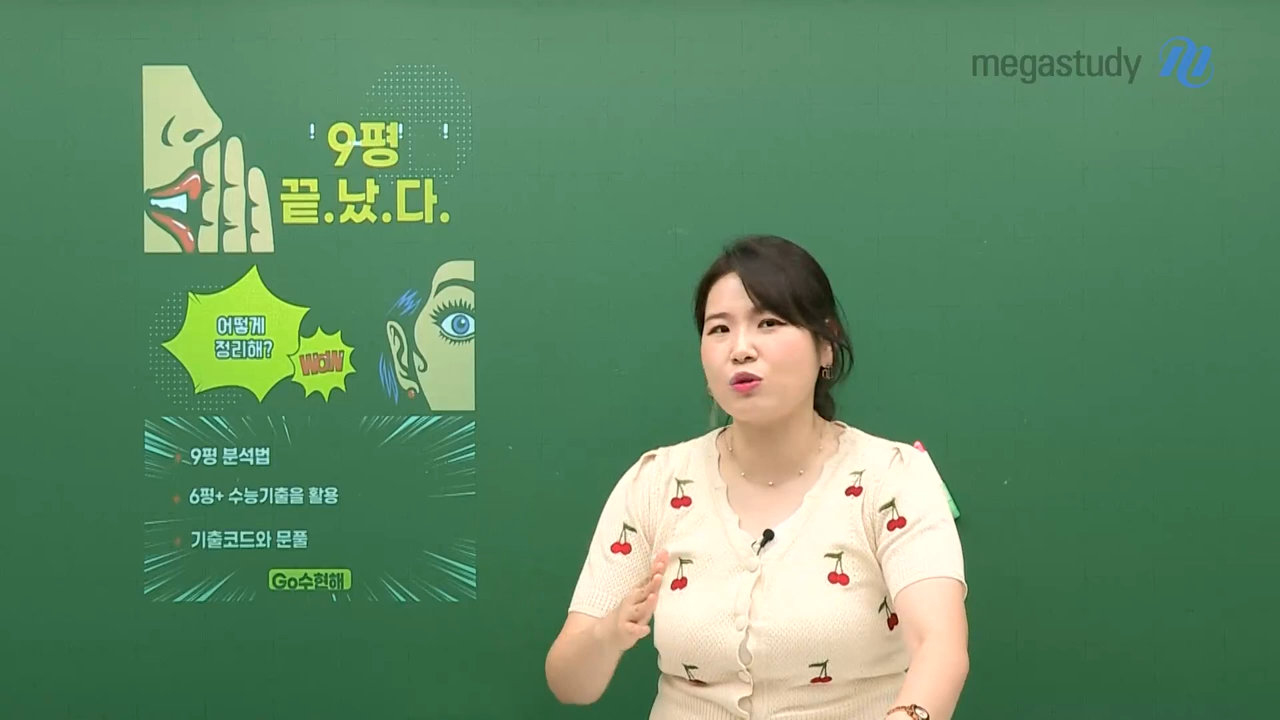 megastudy
9평
끝.났.다.
어떻게
정리해?
WOW
9평 분석법
6평+ 수능기출을 활용
기출코드와 문풀
Go수현해